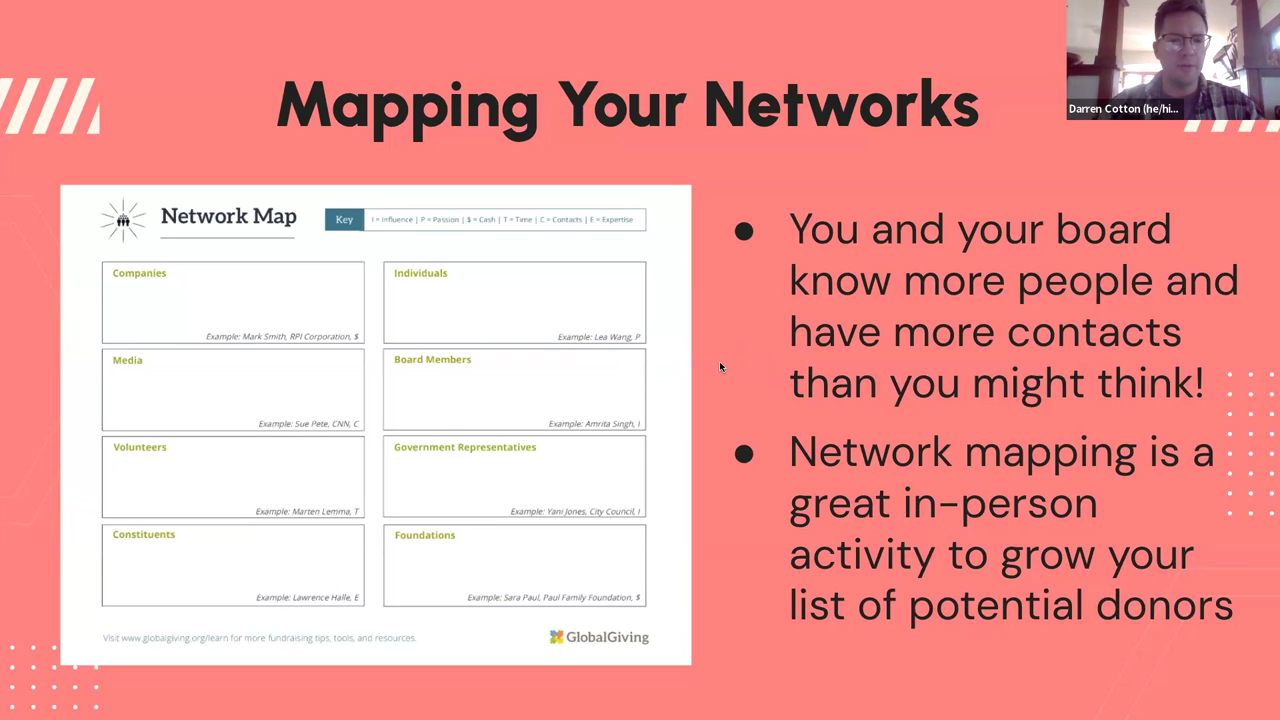 Mapping Your Networks
Darren Cotton (he/hi...
Network Map
Key
I = Influence | P = Passion | $ = Cash | T = Time | C = Contacts | E = Expertise
Companies
Example: Mark Smith, RPI Corporation, $
Individuals
Example: Lea Wang, P
Media
Example: Sue Pete, CNN, C
Board Members
Example: Amrita Singh, I
Volunteers
Example: Marten Lemma, T
Government Representatives
Example: Yani Jones, City Council, I
Constituents
Example: Lawrence Halle, E
Foundations
Example: Sara Paul, Paul Family Foundation, $
Visit www.globalgiving.org/learn for more fundraising tips, tools, and resources.
GlobalGiving
● You and your board
know more people and
have more contacts
than you might think!
● Network mapping is a
great in-person
activity to grow your
list of potential donors